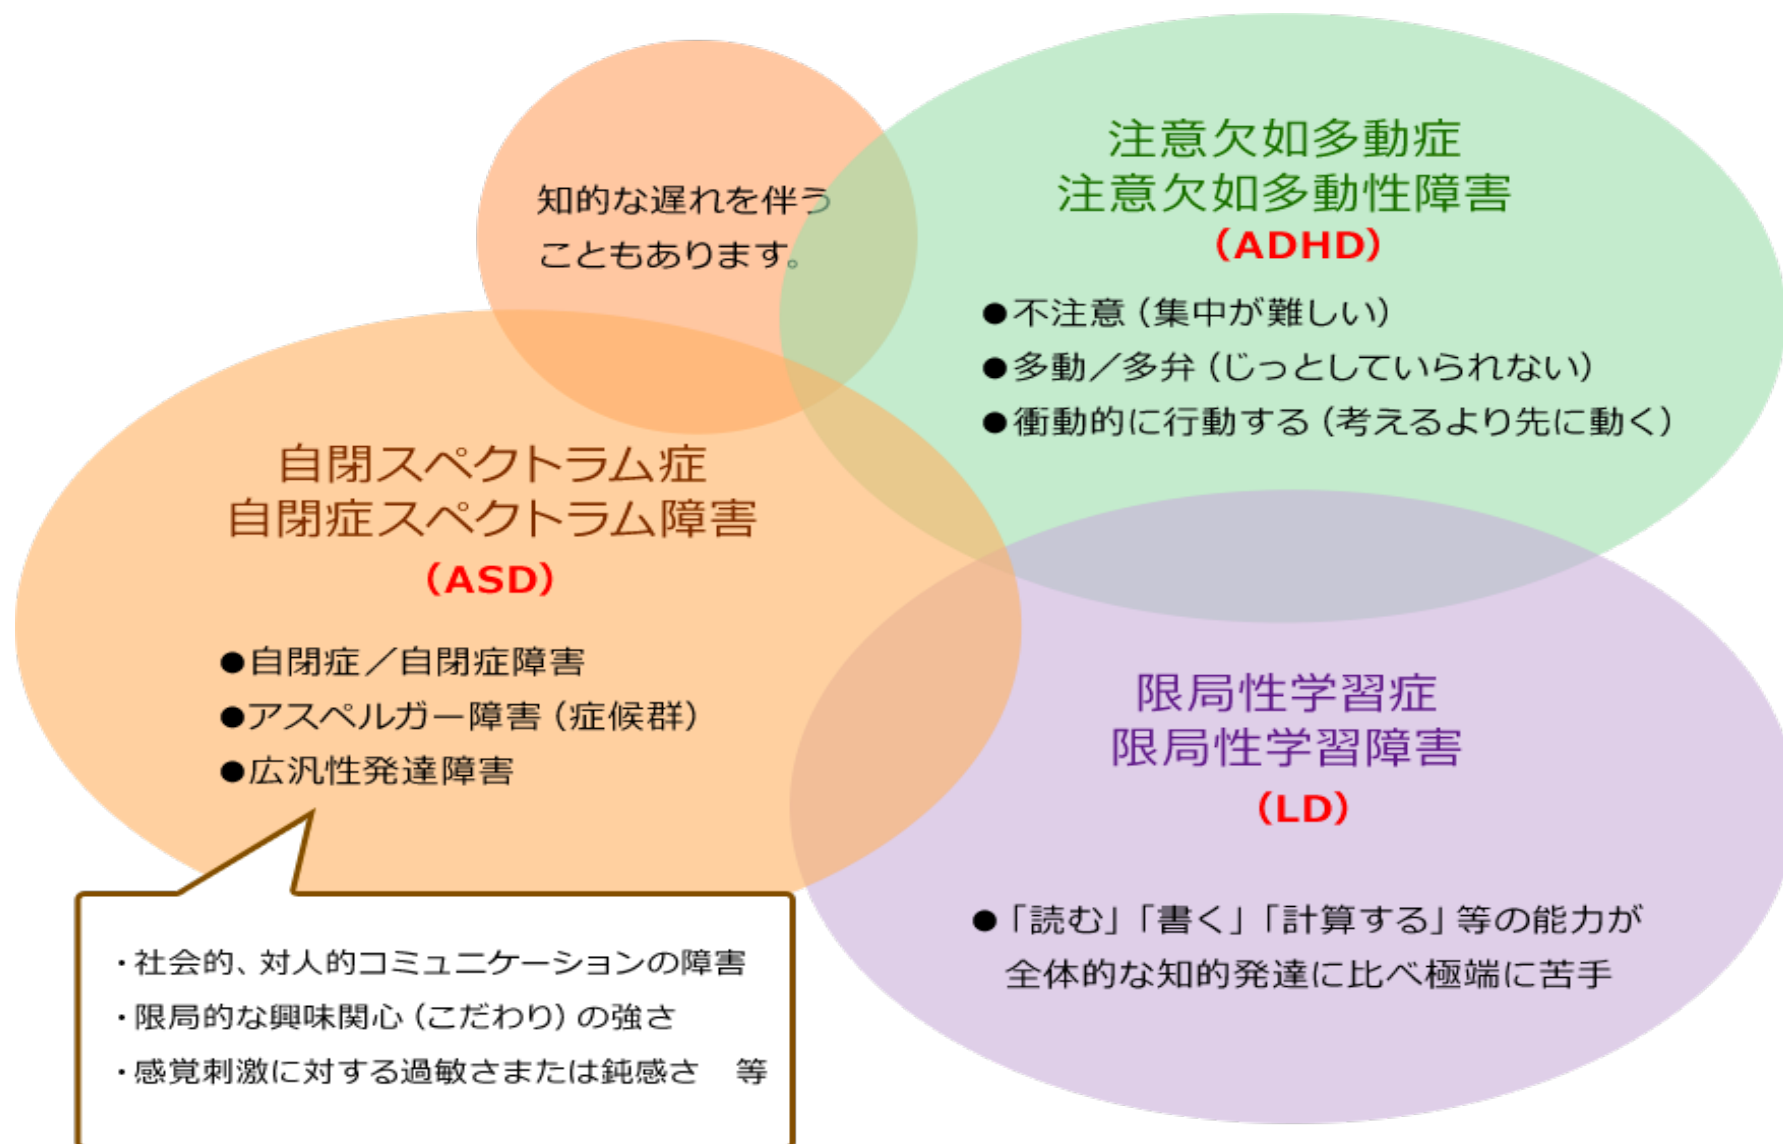 知的な遅れを伴う
こともあります。
注意欠如多動症
注意欠如多動性障害
(ADHD)
●不注意(集中が難しい)
●多動／多弁(じっとしていられない)
●衝動的に行動する(考えるより先に動く)
自閉スペクトラム症
自閉症スペクトラム障害
(ASD)
●自閉症／自閉症障害
●アスペルガー障害(症候群)
●広汎性発達障害
・社会的、対人的コミュニケーションの障害
・限局的な興味関心(こだわり)の強さ
・感覚刺激に対する過敏さまたは鈍感さ　等
限局性学習症
限局性学習障害
(LD)
●「読む」「書く」「計算する」等の能力が
全体的な知的発達に比べ極端に苦手